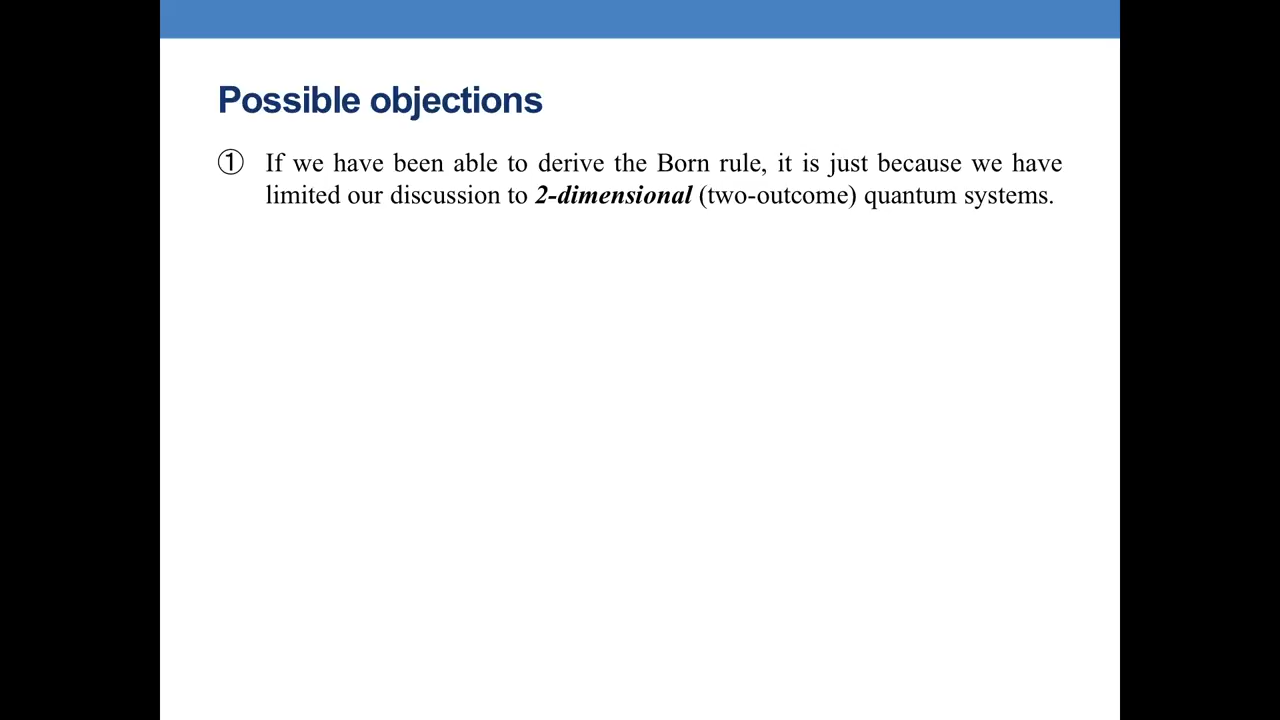 Possible objections
① If we have been able to derive the Born rule, it is just because we have
limited our discussion to 2-dimensional (two-outcome) quantum systems.